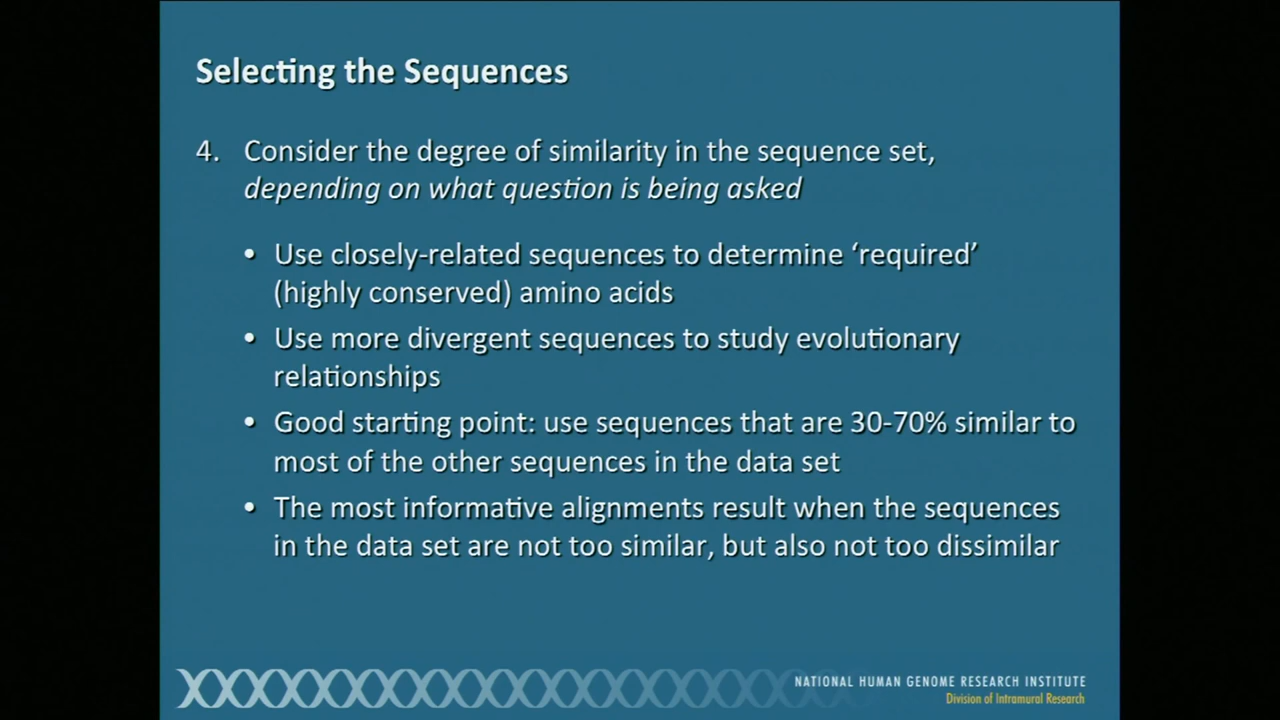 Selecting the Sequences
4. Consider the degree of similarity in the sequence set,
depending on what question is being asked
• Use closely-related sequences to determine ‘required’
(highly conserved) amino acids
• Use more divergent sequences to study evolutionary
relationships
• Good starting point: use sequences that are 30-70% similar to
most of the other sequences in the data set
• The most informative alignments result when the sequences
in the data set are not too similar, but also not too dissimilar
NATIONAL HUMAN GENOME RESEARCH INSTITUTE
Division of Intramural Research